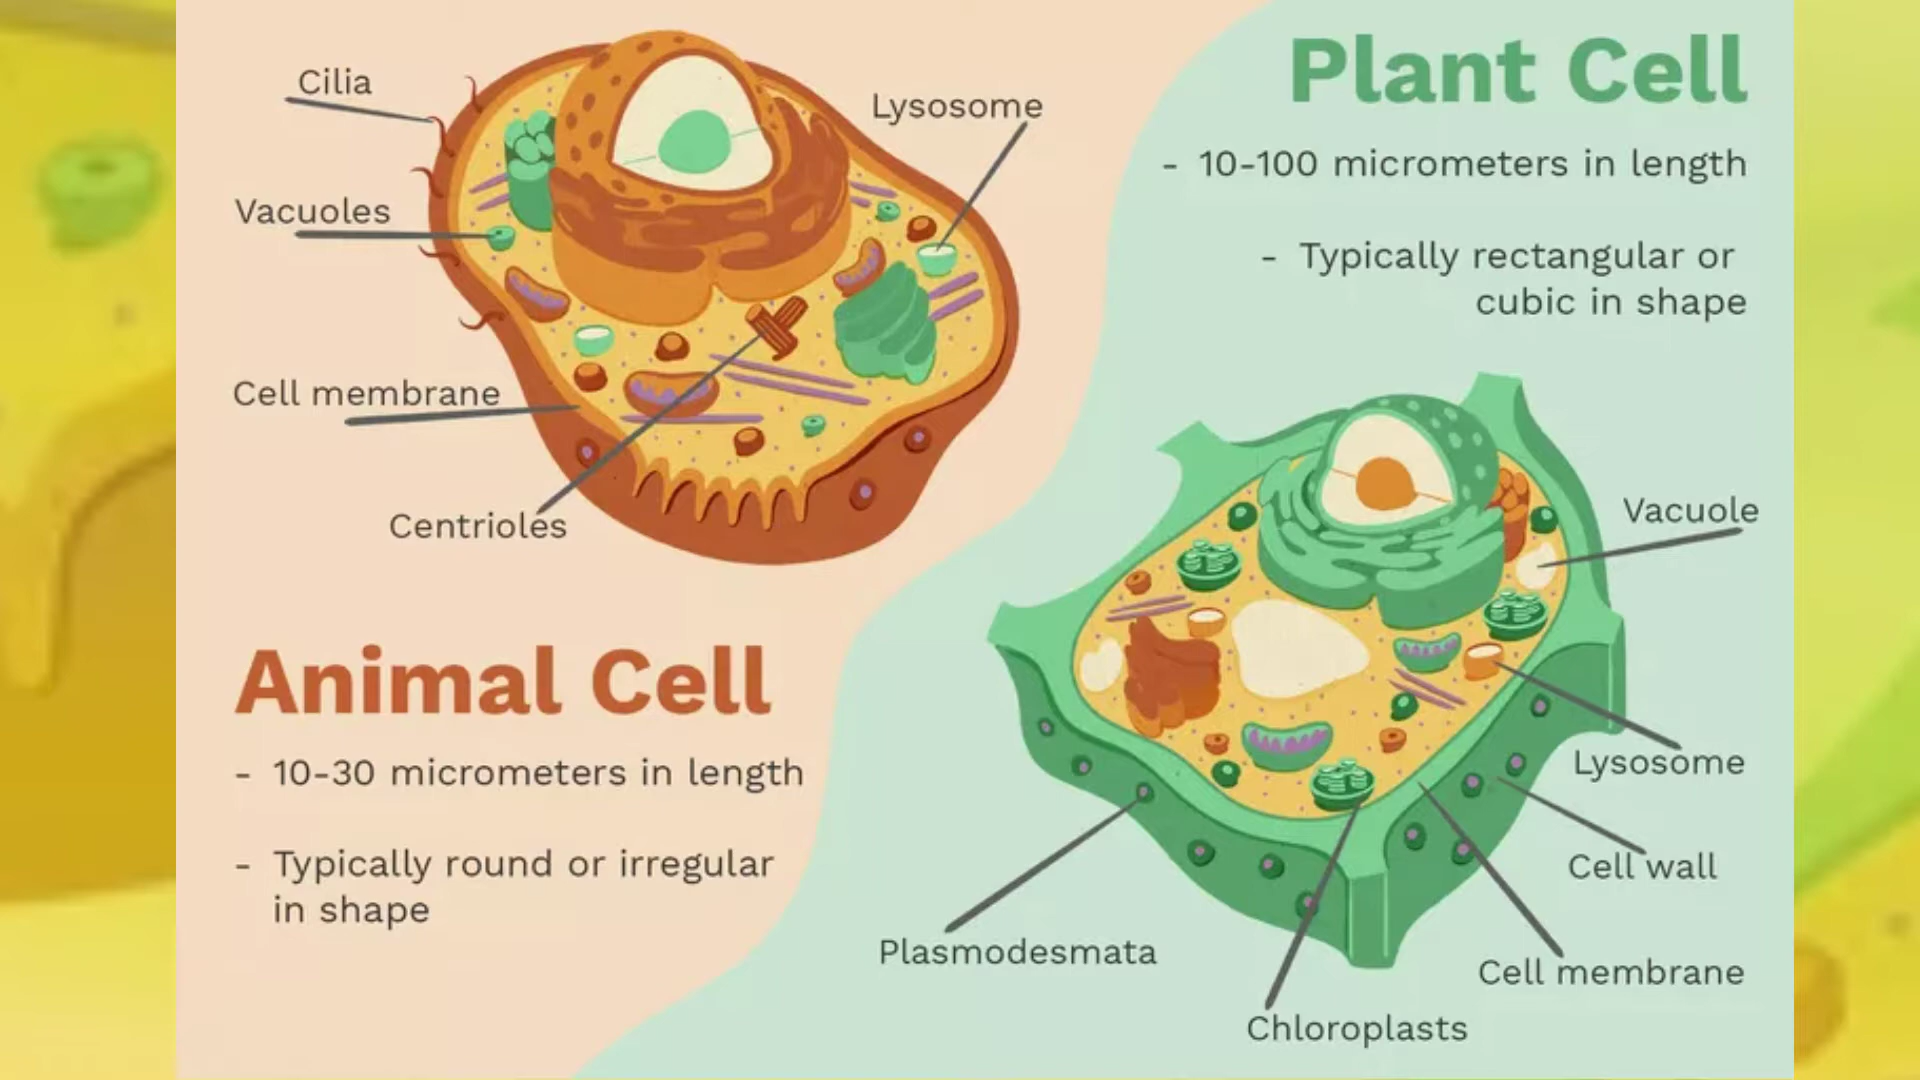 Cilia
Vacuoles
Cell membrane
Centrioles
Lysosome
Animal Cell
- 10-30 micrometers in length
- Typically round or irregular
in shape
Plant Cell
- 10-100 micrometers in length
- Typically rectangular or
cubic in shape
Vacuole
Lysosome
Cell wall
Cell membrane
Chloroplasts
Plasmodesmata